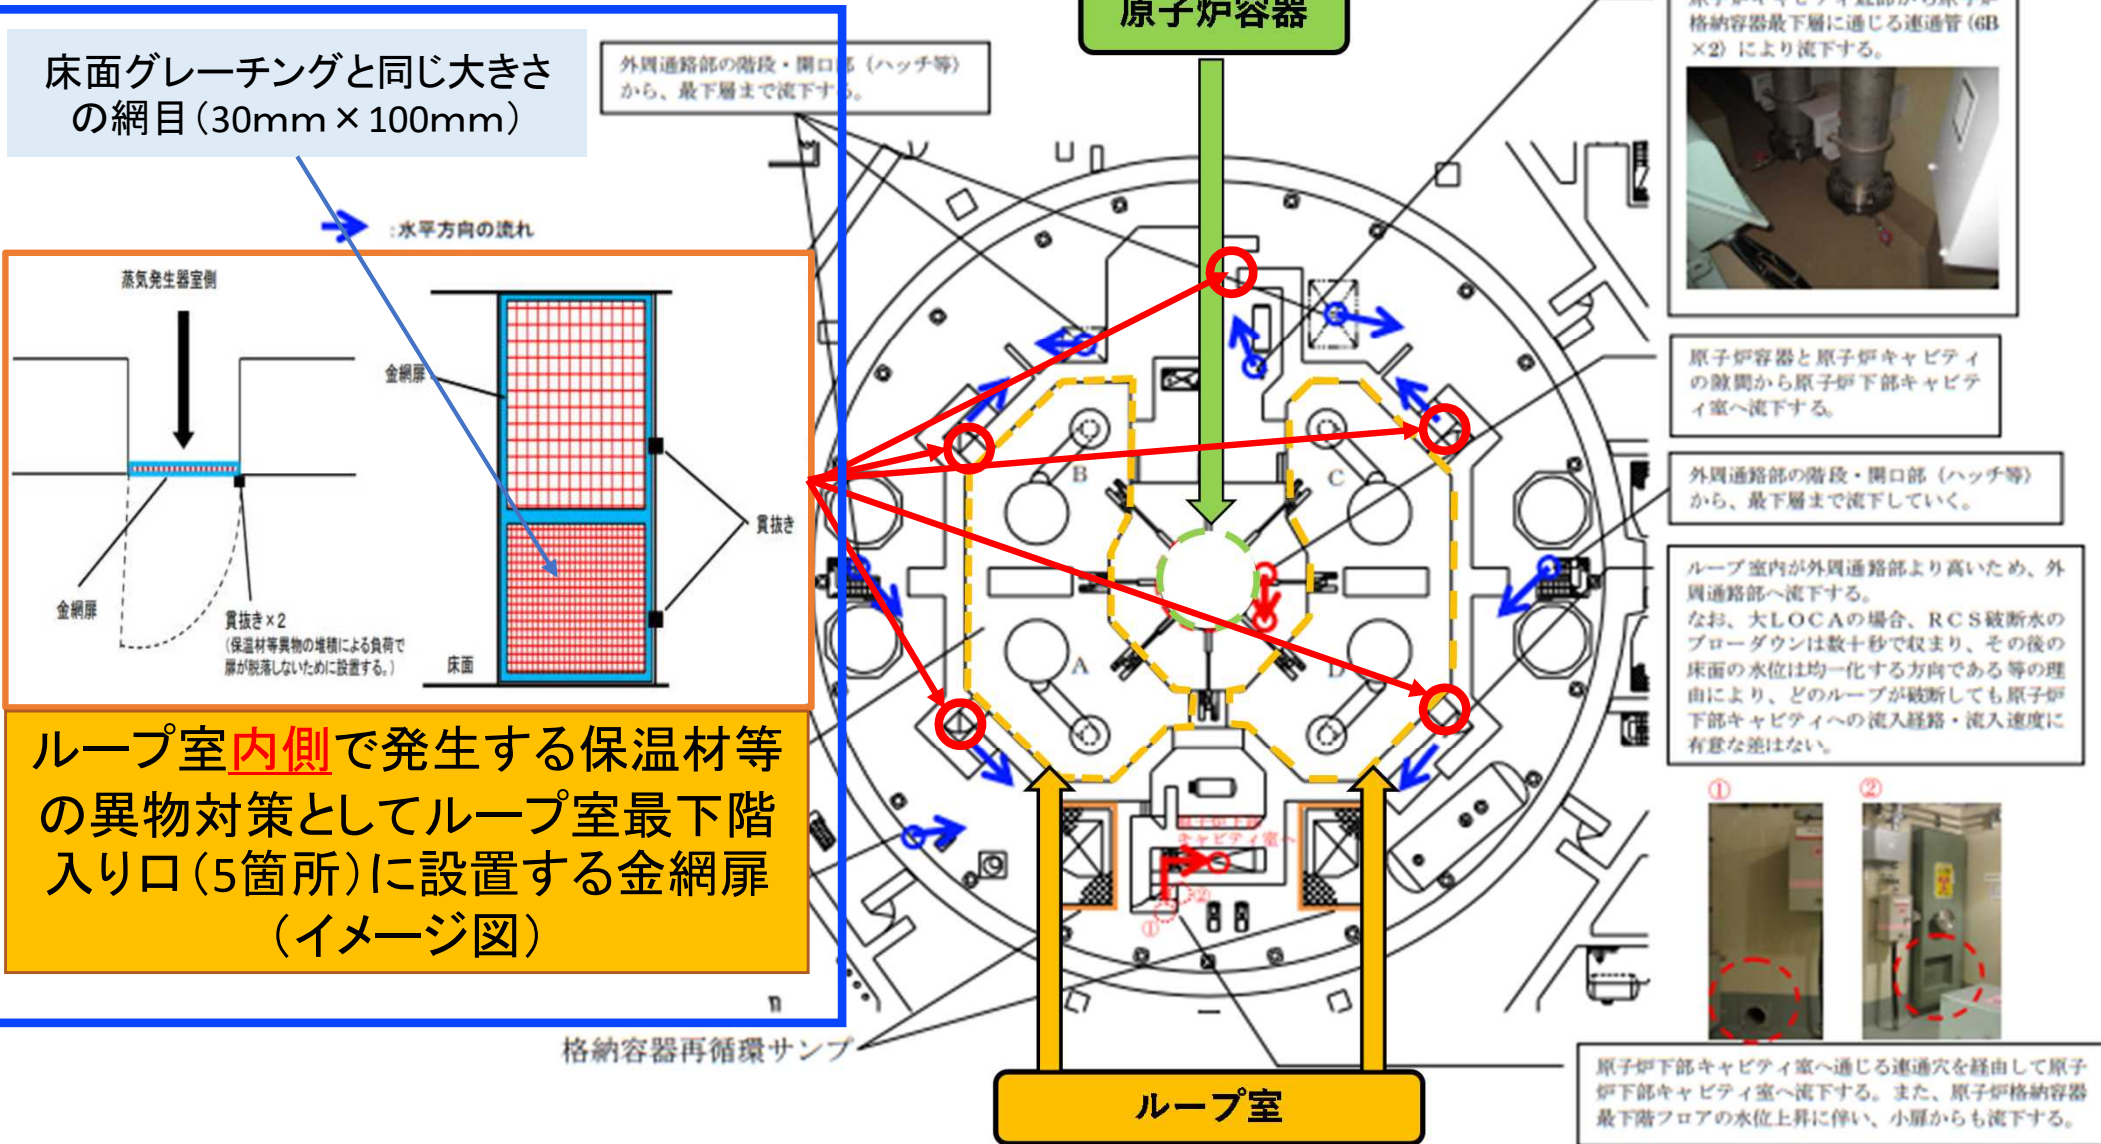 原子炉容器
格納容器最下層に通じる連通管(6B
×2)により流下する。
床面グレーチングと同じ大きさ
の網目(30mm×100mm)
外周通路部の階段・開口部(ハッチ等)
から、最下層まで流下する。
:水平方向の流れ
蒸気発生器室側
金網扉
金網扉
貫抜き
貫抜き×2
(保温材等異物の堆積による負荷で
扉が脱落しないために設置する。)
床面
ループ室内側で発生する保温材等
の異物対策としてループ室最下階
入り口(5箇所)に設置する金網扉
(イメージ図)
B
C
A
D
キャビティ室へ
①
②
原子炉容器と原子炉キャビティ
の隙間から原子炉下部キャビテ
ィ室へ流下する。
外周通路部の階段・開口部(ハッチ等)
から、最下層まで流下していく。
ループ室内が外周通路部より高いため、外
周通路部へ流下する。
なお、大LOCAの場合、RCS破断水の
ブローダウンは数十秒で収まり、その後の
床面の水位は均一化する方向である等の理
由により、どのループが破断しても原子炉
下部キャビティへの流入経路・流入速度に
有意な差はない。
①
②
格納容器再循環サンプ
ループ室
原子炉下部キャビティ室へ通じる連通穴を経由して原子
炉下部キャビティ室へ流下する。また、原子炉格納容器
最下階フロアの水位上昇に伴い、小扉からも流下する。